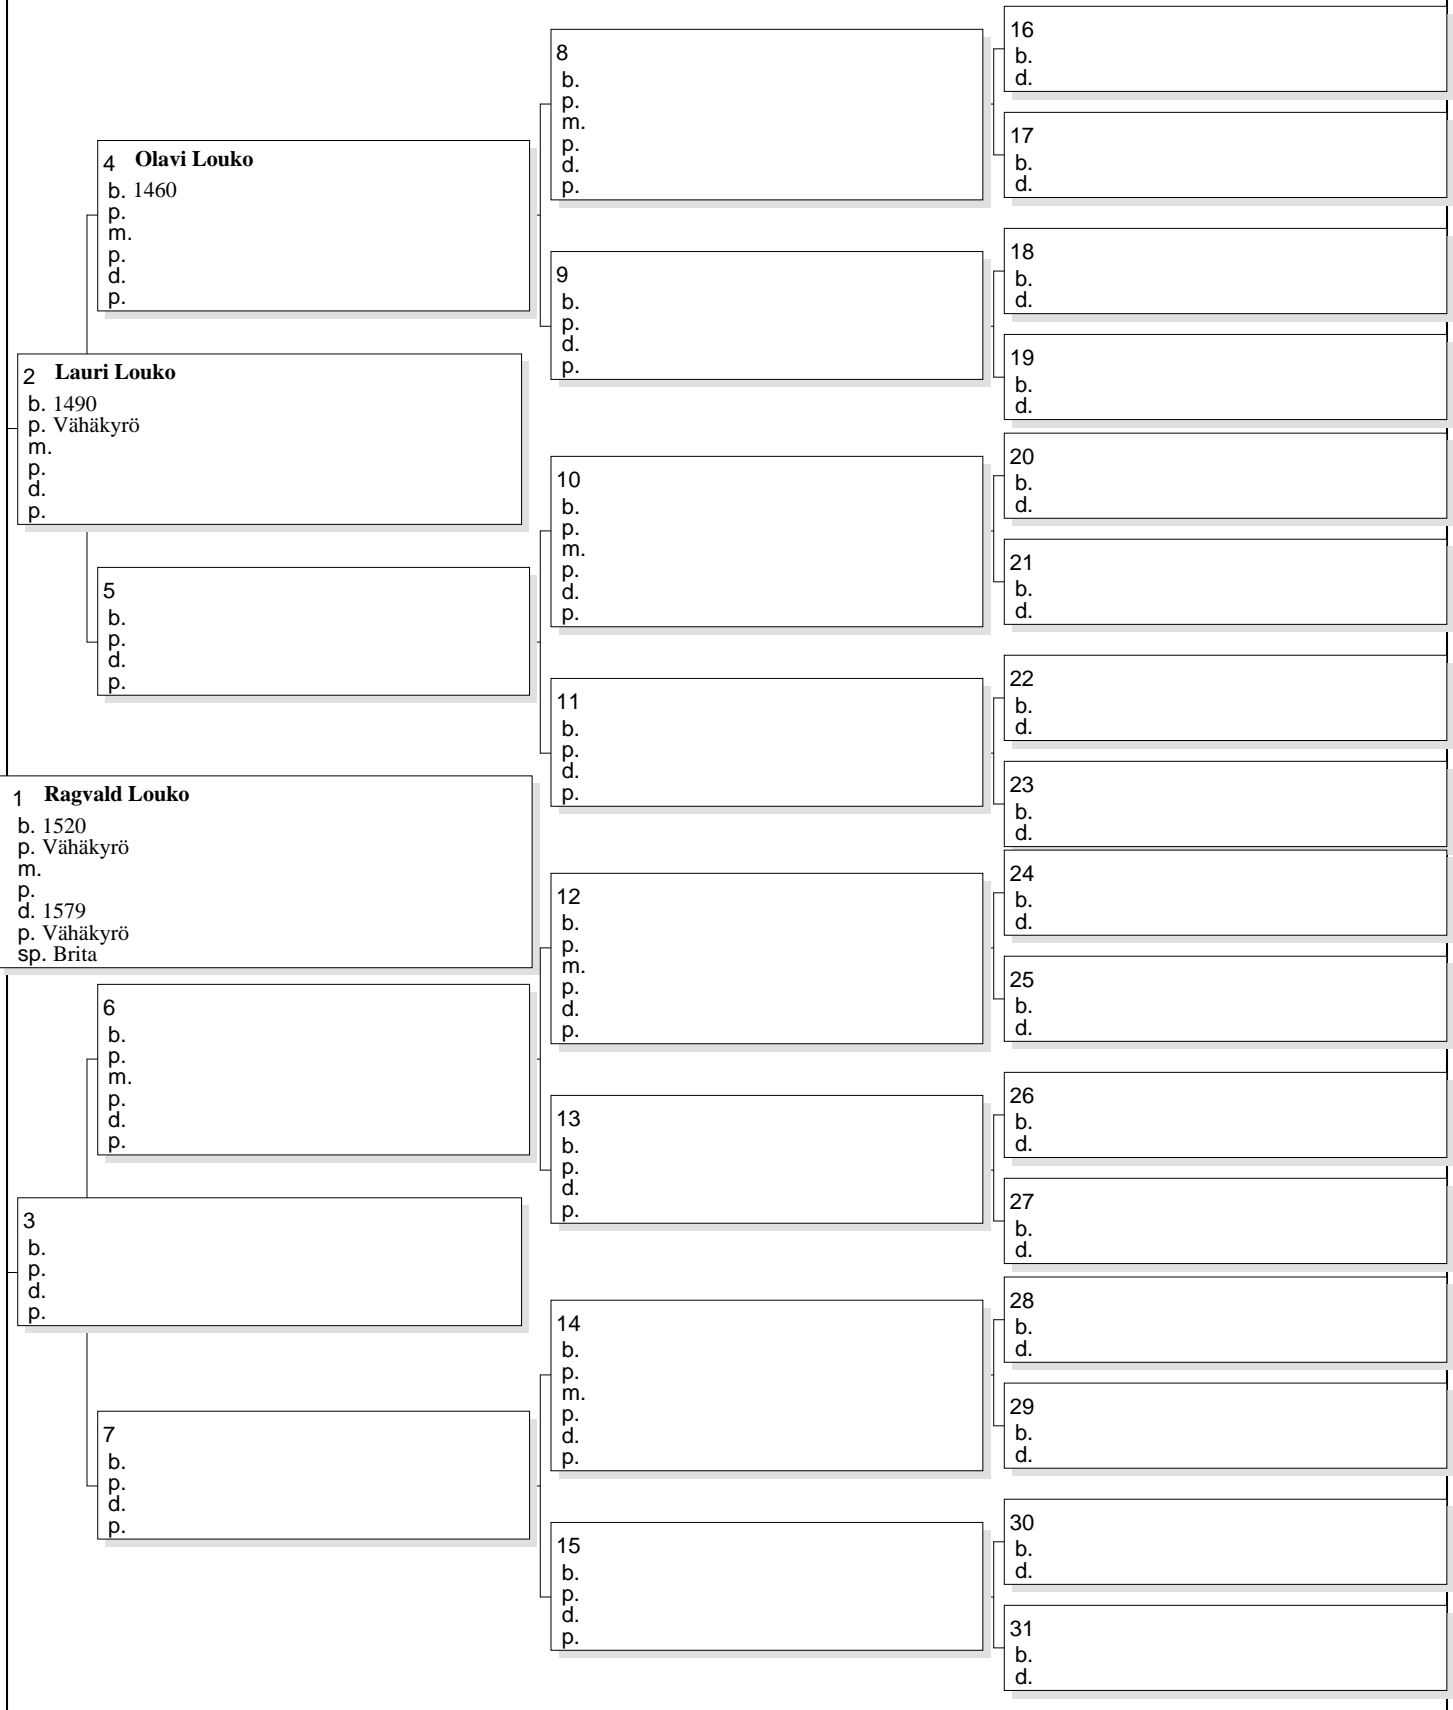 16
b.
d.
8
b.
p.
m.
p.
d.
p.
17
b.
d.
4 Olavi Louko
b. 1460
p.
m.
p.
d.
p.
18
b.
d.
9
b.
p.
d.
p.
19
b.
d.
2 Lauri Louko
b. 1490
p. Vähäkyrö
m.
p.
d.
p.
20
b.
d.
10
b.
p.
m.
p.
d.
p.
21
b.
d.
5
b.
p.
d.
p.
22
b.
d.
11
b.
p.
d.
p.
23
b.
d.
1 Ragvald Louko
b. 1520
p. Vähäkyrö
m.
p.
d. 1579
p. Vähäkyrö
sp. Brita
24
b.
d.
12
b.
p.
m.
p.
d.
p.
25
b.
d.
6
b.
p.
m.
p.
d.
p.
26
b.
d.
13
b.
p.
d.
p.
27
b.
d.
3
b.
p.
d.
p.
28
b.
d.
14
b.
p.
m.
p.
d.
p.
29
b.
d.
7
b.
p.
d.
p.
30
b.
d.
15
b.
p.
d.
p.
31
b.
d.